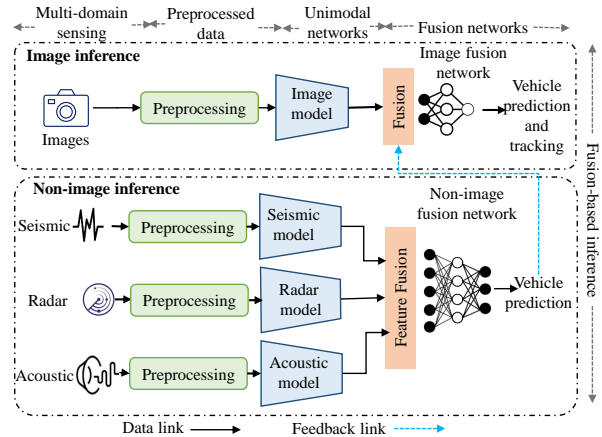 Multi-domain sensing
Preprocessed data
Unimodal networks
Fusion networks
Image inference
Images
Preprocessing
Image model
Fusion
Image fusion network
Vehicle prediction and tracking
Non-image inference
Seismic
Preprocessing
Seismic model
Radar
Preprocessing
Radar model
Acoustic
Preprocessing
Acoustic model
Feature Fusion
Non-image fusion network
Vehicle prediction
Fusion-based inference
Data link
Feedback link